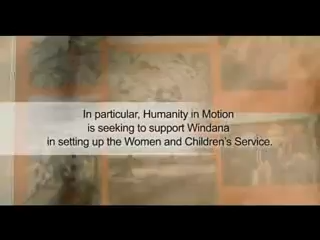 In particular, Humanity in Motion
is seeking to support Windana
in setting up the Women and Children's Service.